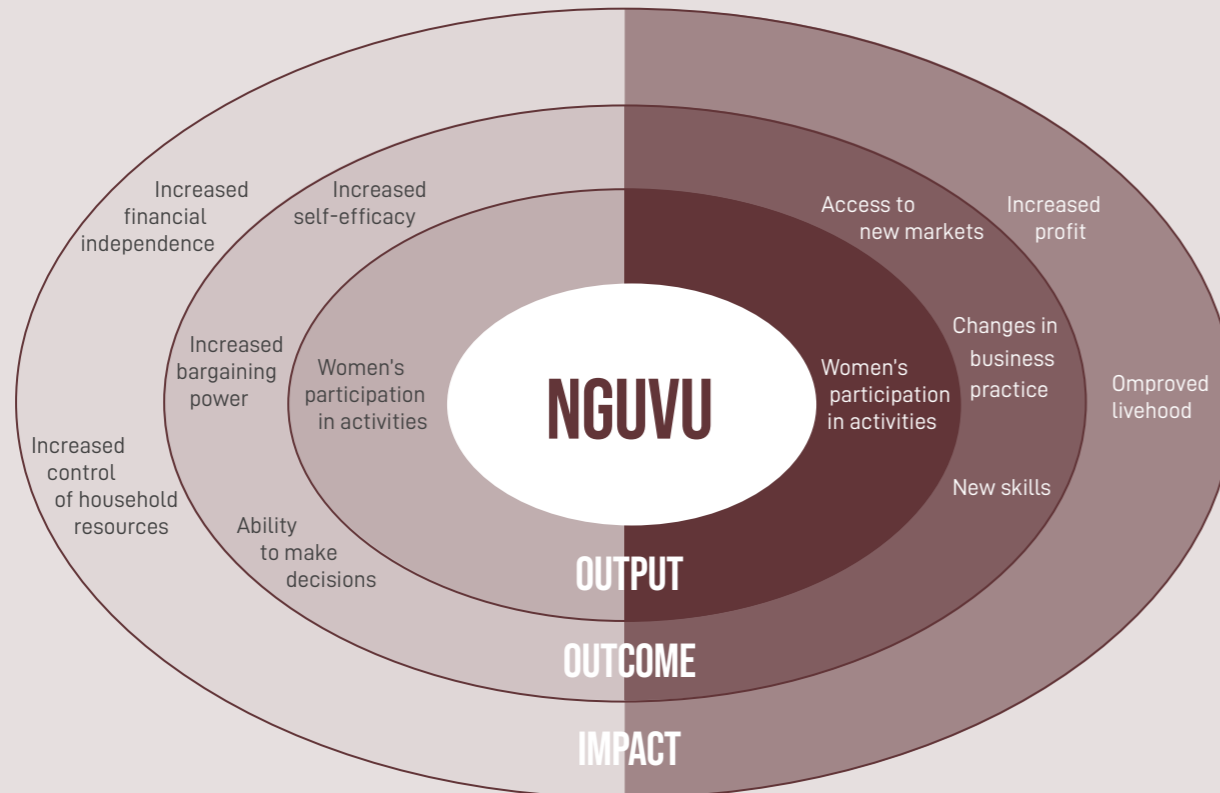 Increased
financial
independence
Increased
self-efficacy
Increased
bargaining
power
Women's
participation
in activities
Increased
control
of household
resources
Ability
to make
decisions
NGUVU
Access to
new markets
Increased
profit
Changes in
business
practice
Women's
participation
in activities
Omproved
livehood
New skills
OUTPUT
OUTCOME
IMPACT